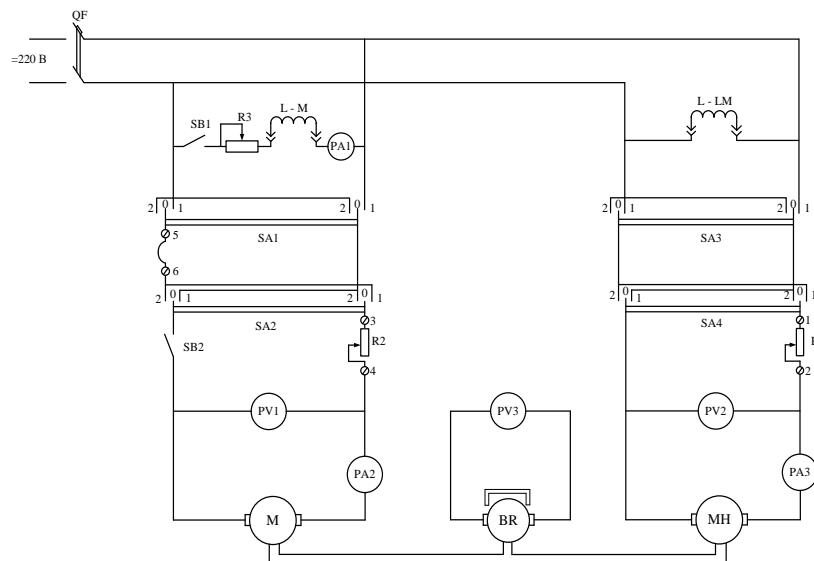 QF
=220 В
SB1
R3
L - M
PA1
L - LM
2 0 1
2 0 1
2 0 1
2 0 1
5
SA1
SA3
6
2 0 1
2 0 1
2 0 1
2 0 1
SA2
3
SA4
1
SB2
R2
4
2
PV1
PV3
PV2
PA2
PA3
M
BR
MH